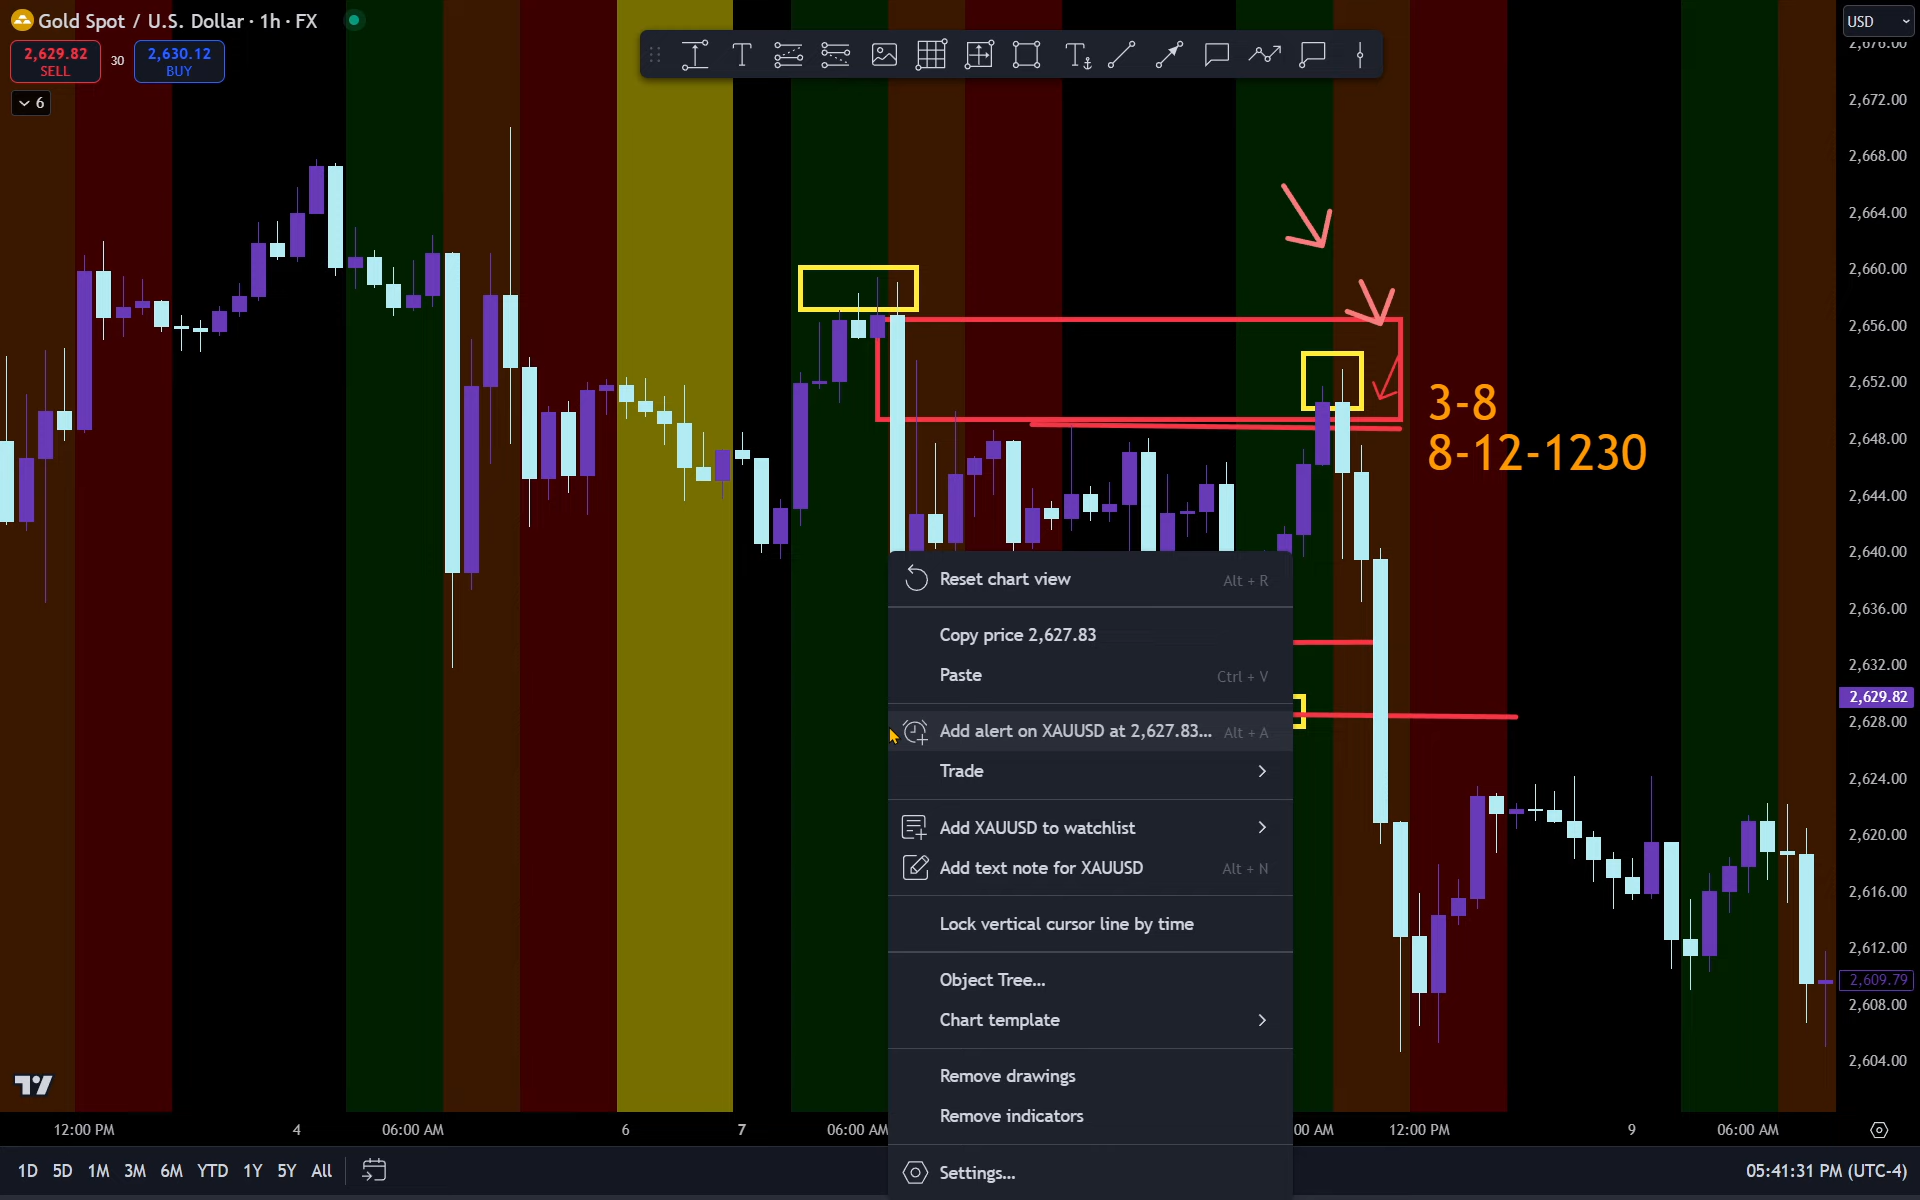 Gold Spot / U.S. Dollar · 1h · FX
2,629.82
SELL
30
2,630.12
BUY
6
USD
2,676.00
2,672.00
2,668.00
2,664.00
2,660.00
2,656.00
2,652.00
2,648.00
2,644.00
2,640.00
2,636.00
2,632.00
2,629.82
2,628.00
2,624.00
2,620.00
2,616.00
2,612.00
2,609.79
2,608.00
2,604.00
3-8
8-12-1230
Reset chart view Alt + R
Copy price 2,627.83
Paste Ctrl + V
Add alert on XAUUSD at 2,627.83... Alt + A
Trade
Add XAUUSD to watchlist
Add text note for XAUUSD Alt + N
Lock vertical cursor line by time
Object Tree...
Chart template
Remove drawings
Remove indicators
Settings...
12:00 PM 4 06:00 AM 6 7 06:00 AM 00 AM 12:00 PM 9 06:00 AM
1D 5D 1M 3M 6M YTD 1Y 5Y All
05:41:31 PM (UTC-4)